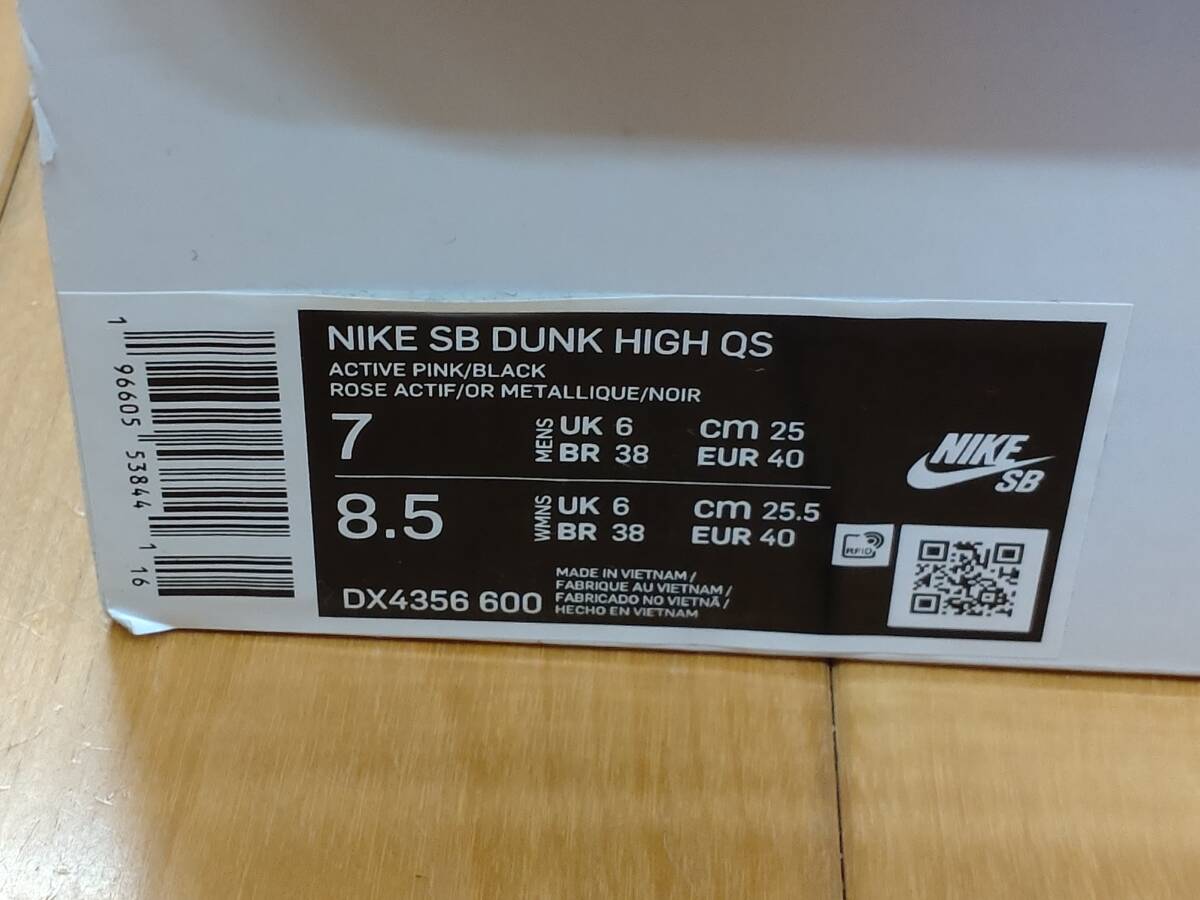 NIKE SB DUNK HIGH QS
ACTIVE PINK/BLACK
ROSE ACTIF/OR METALLIQUE/NOIR
7
MENS
UK 6 cm 25
BR 38 EUR 40
8.5
WMNS
UK 6 cm 25.5
BR 38 EUR 40
DX4356 600
MADE IN VIETNAM /
FABRIQUE AU VIETNAM /
FABRICADO NO VIETNÃ /
HECHO EN VIETNAM
NIKE
SB
RFID
1 96605 53844 1 16